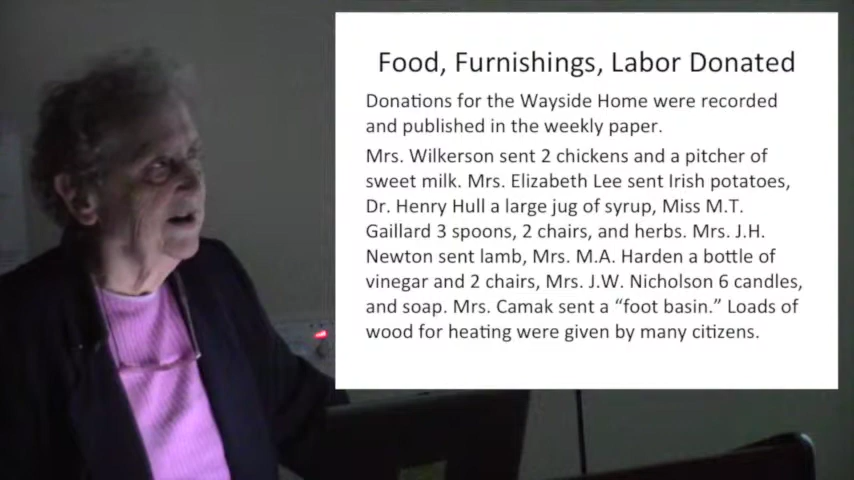 Food, Furnishings, Labor Donated
Donations for the Wayside Home were recorded
and published in the weekly paper.
Mrs. Wilkerson sent 2 chickens and a pitcher of
sweet milk. Mrs. Elizabeth Lee sent Irish potatoes,
Dr. Henry Hull a large jug of syrup, Miss M.T.
Gaillard 3 spoons, 2 chairs, and herbs. Mrs. J.H.
Newton sent lamb, Mrs. M.A. Harden a bottle of
vinegar and 2 chairs, Mrs. J.W. Nicholson 6 candles,
and soap. Mrs. Camak sent a “foot basin.” Loads of
wood for heating were given by many citizens.